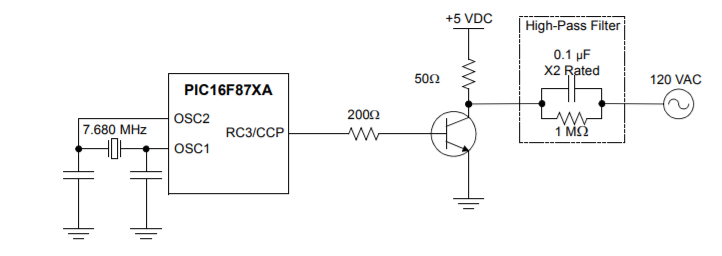 +5 VDC
High-Pass Filter
0.1 µF
X2 Rated
50Ω
120 VAC
PIC16F87XA
OSC2
200Ω
7.680 MHz
RC3/CCP
1 MΩ
OSC1